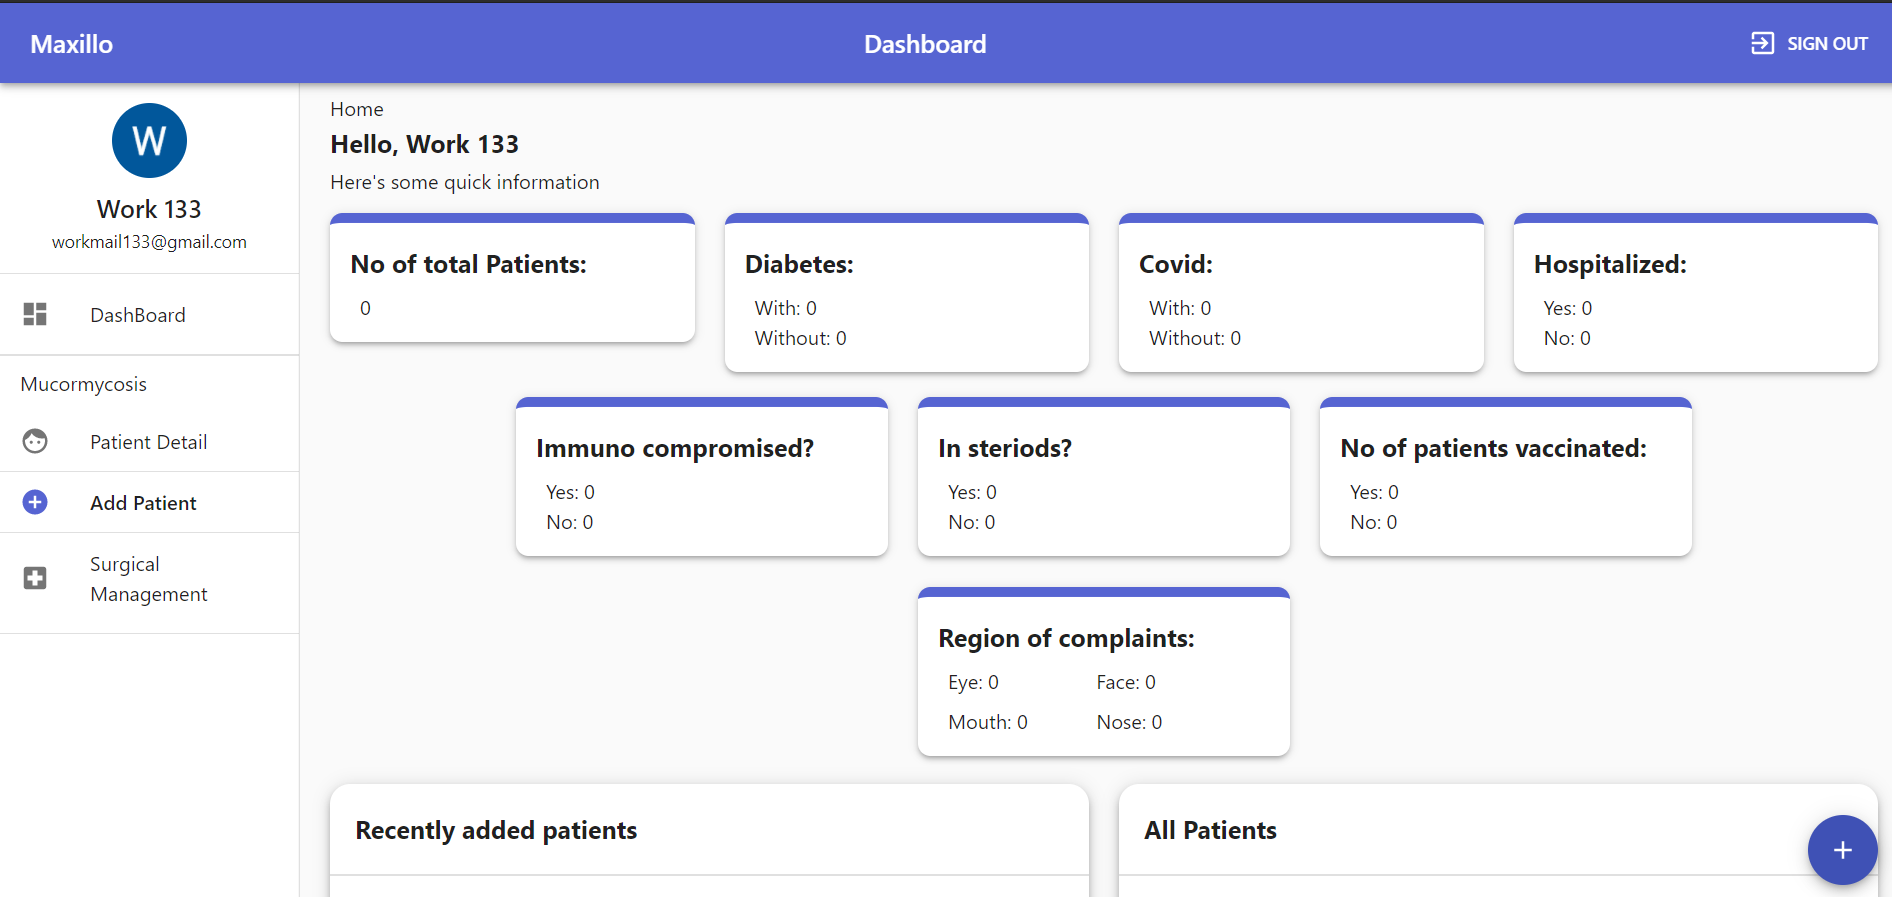 Maxillo
Dashboard
SIGN OUT
W
Work 133
workmail133@gmail.com
DashBoard
Mucormycosis
Patient Detail
Add Patient
Surgical
Management
Home
Hello, Work 133
Here's some quick information
No of total Patients:
0
Diabetes:
With: 0
Without: 0
Covid:
With: 0
Without: 0
Hospitalized:
Yes: 0
No: 0
Immuno compromised?
Yes: 0
No: 0
In steriods?
Yes: 0
No: 0
No of patients vaccinated:
Yes: 0
No: 0
Region of complaints:
Eye: 0 Face: 0
Mouth: 0 Nose: 0
Recently added patients
All Patients